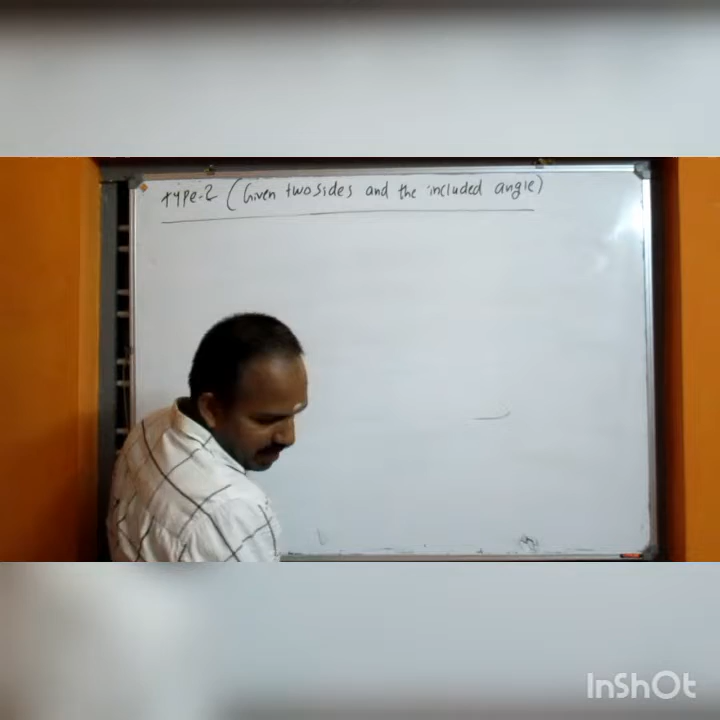 type-2 (Given two sides and the included angle)
InShOt